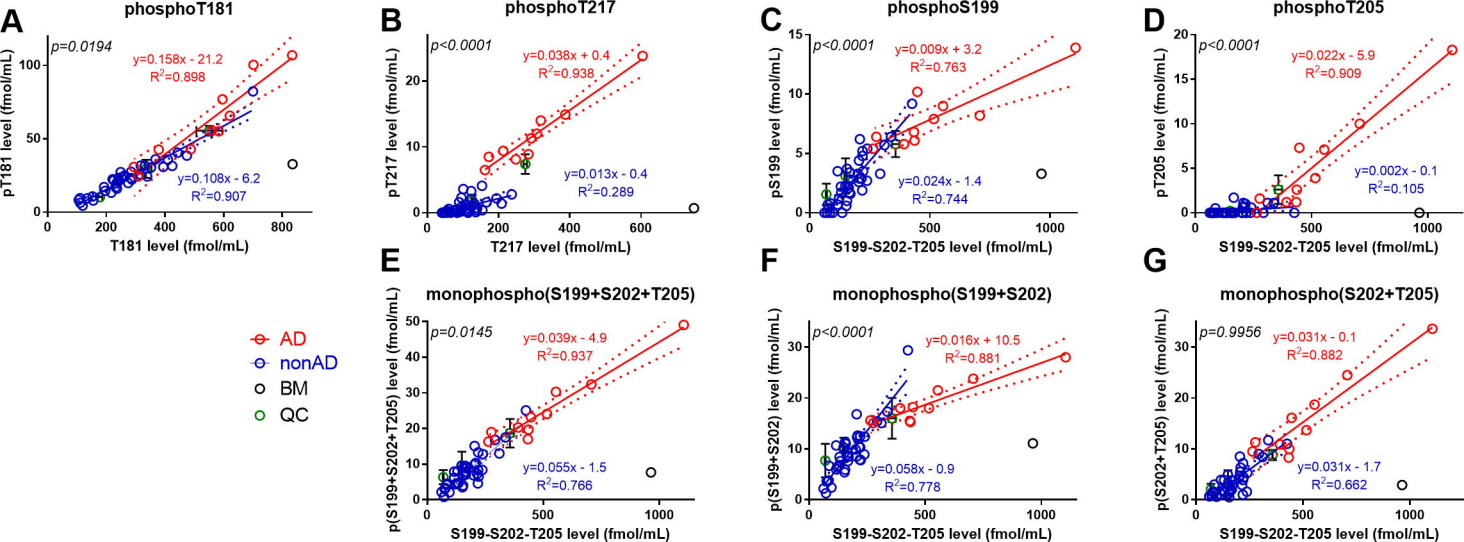 A
phosphoT181
p=0.0194
y=0.158x - 21.2
R2=0.898
y=0.108x - 6.2
R2=0.907
pT181 level (fmol/mL)
100
50
0
0 200 400 600 800
T181 level (fmol/mL)
B
phosphoT217
p<0.0001
y=0.038x + 0.4
R2=0.938
y=0.013x - 0.4
R2=0.289
pT217 level (fmol/mL)
20
10
0
0 200 400 600
T217 level (fmol/mL)
C
phosphoS199
p<0.0001
y=0.009x + 3.2
R2=0.763
y=0.024x - 1.4
R2=0.744
pS199 level (fmol/mL)
15
10
5
0
0 500 1000
S199-S202-T205 level (fmol/mL)
D
phosphoT205
p<0.0001
y=0.022x - 5.9
R2=0.909
y=0.002x - 0.1
R2=0.105
pT205 level (fmol/mL)
20
15
10
5
0
0 500 1000
S199-S202-T205 level (fmol/mL)
AD
nonAD
BM
QC
E
monophospho(S199+S202+T205)
p=0.0145
y=0.039x - 4.9
R2=0.937
y=0.055x - 1.5
R2=0.766
p(S199+S202+T205) level (fmol/mL)
50
40
30
20
10
0
0 500 1000
S199-S202-T205 level (fmol/mL)
F
monophospho(S199+S202)
p<0.0001
y=0.016x + 10.5
R2=0.881
y=0.058x - 0.9
R2=0.778
p(S199+S202) level (fmol/mL)
30
20
10
0
0 500 1000
S199-S202-T205 level (fmol/mL)
G
monophospho(S202+T205)
p=0.9956
y=0.031x - 0.1
R2=0.882
y=0.031x - 1.7
R2=0.662
p(S202+T205) level (fmol/mL)
30
20
10
0
0 500 1000
S199-S202-T205 level (fmol/mL)